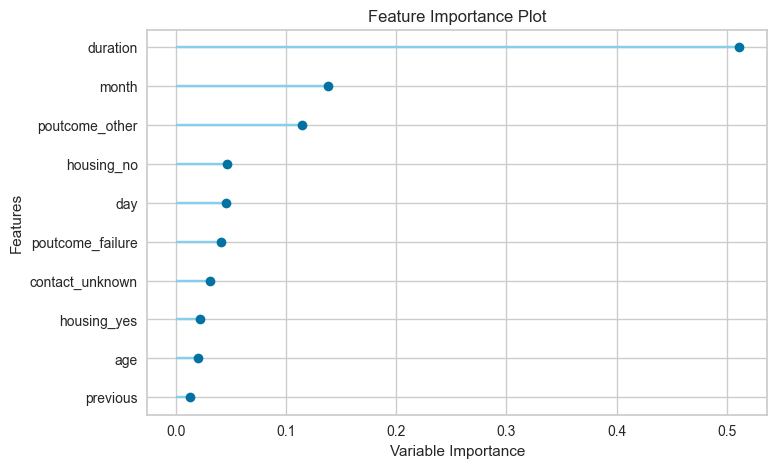 Feature Importance Plot
Features
duration
month
poutcome_other
housing_no
day
poutcome_failure
contact_unknown
housing_yes
age
previous
0.0 0.1 0.2 0.3 0.4 0.5
Variable Importance